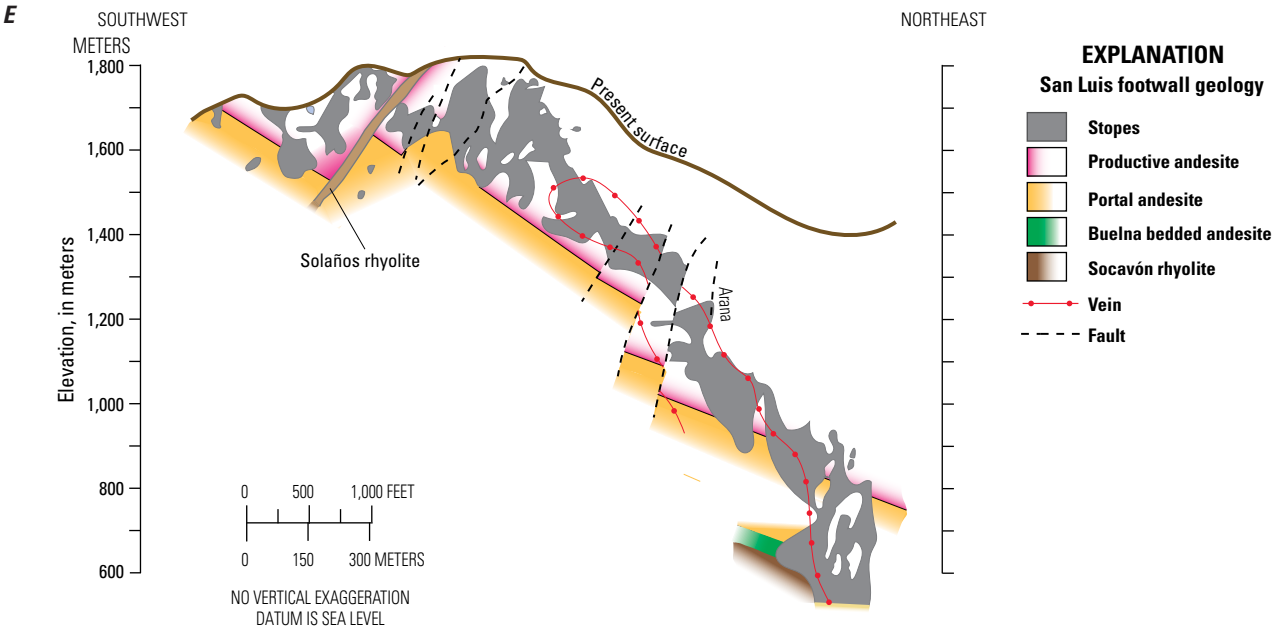 E
SOUTHWEST
NORTHEAST
METERS
1,800
1,600
1,400
1,200
1,000
800
600
Elevation, in meters
Present surface
Solaños rhyolite
Arana
0 500 1,000 FEET
0 150 300 METERS
NO VERTICAL EXAGGERATION
DATUM IS SEA LEVEL
EXPLANATION
San Luis footwall geology
Stopes
Productive andesite
Portal andesite
Buelna bedded andesite
Socavón rhyolite
Vein
Fault